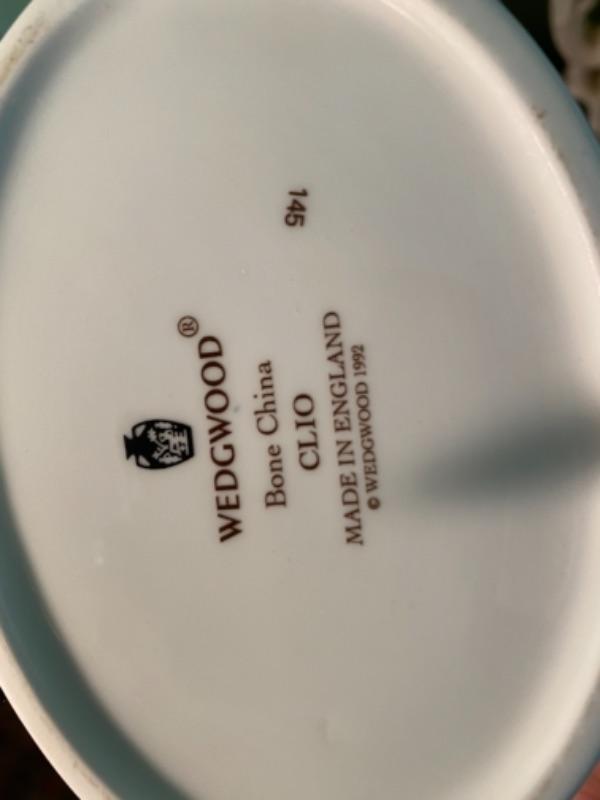 WEDGWOOD®
Bone China
CLIO
MADE IN ENGLAND
© WEDGWOOD 1992
145